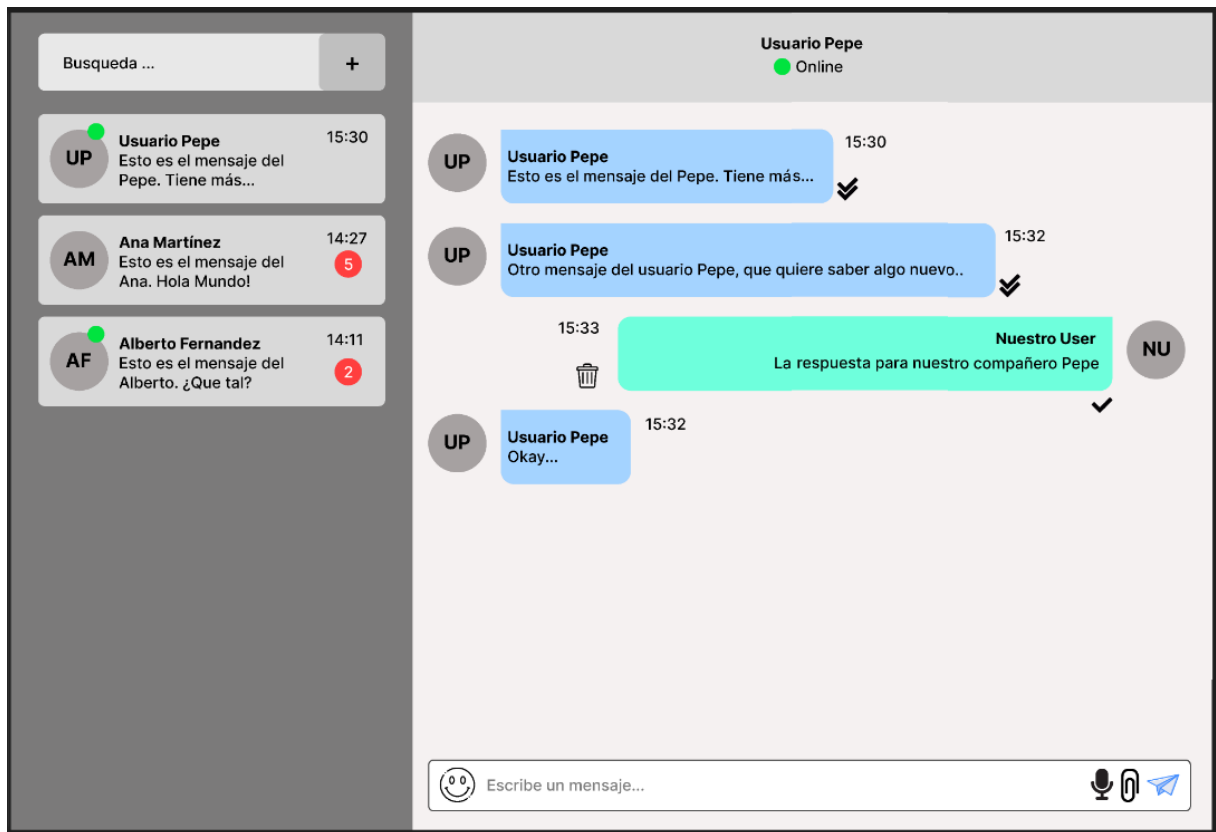 Busqueda ...
+
UP
Usuario Pepe
15:30
Esto es el mensaje del
Pepe. Tiene más...
AM
Ana Martínez
14:27
Esto es el mensaje del
Ana. Hola Mundo!
5
AF
Alberto Fernandez
14:11
Esto es el mensaje del
Alberto. ¿Que tal?
2
Usuario Pepe
Online
UP
Usuario Pepe
Esto es el mensaje del Pepe. Tiene más...
15:30
UP
Usuario Pepe
Otro mensaje del usuario Pepe, que quiere saber algo nuevo..
15:32
15:33
Nuestro User
La respuesta para nuestro compañero Pepe
NU
UP
Usuario Pepe
Okay...
15:32
Escribe un mensaje...